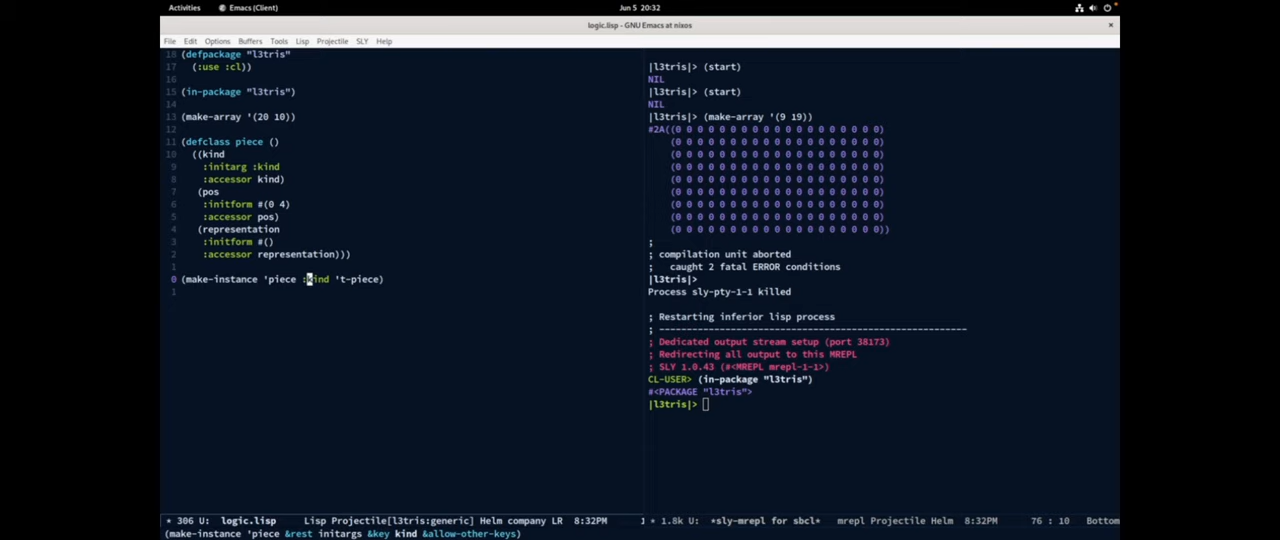 Activities Emacs (Client) Jun 5 20:32
logic.lisp - GNU Emacs at nixos
File Edit Options Buffers Tools Lisp Projectile SLY Help
18 (defpackage "l3tris"
17 (:use :cl))
16
15 (in-package "l3tris")
14
13 (make-array '(20 10))
12
11 (defclass piece ()
10 ((kind
9 :initarg :kind
8 :accessor kind)
7 (pos
6 :initform #(0 4)
5 :accessor pos)
4 (representation
3 :initform #()
2 :accessor representation)))
1
0 (make-instance 'piece :kind 't-piece)
1
* 306 U: logic.lisp Lisp Projectile[l3tris:generic] Helm company LR 8:32PM
|l3tris|> (start)
NIL
|l3tris|> (start)
NIL
|l3tris|> (make-array '(9 19))
#2A((0 0 0 0 0 0 0 0 0 0 0 0 0 0 0 0 0 0 0)
(0 0 0 0 0 0 0 0 0 0 0 0 0 0 0 0 0 0 0)
(0 0 0 0 0 0 0 0 0 0 0 0 0 0 0 0 0 0 0)
(0 0 0 0 0 0 0 0 0 0 0 0 0 0 0 0 0 0 0)
(0 0 0 0 0 0 0 0 0 0 0 0 0 0 0 0 0 0 0)
(0 0 0 0 0 0 0 0 0 0 0 0 0 0 0 0 0 0 0)
(0 0 0 0 0 0 0 0 0 0 0 0 0 0 0 0 0 0 0)
(0 0 0 0 0 0 0 0 0 0 0 0 0 0 0 0 0 0 0)
(0 0 0 0 0 0 0 0 0 0 0 0 0 0 0 0 0 0 0))
;
; compilation unit aborted
; caught 2 fatal ERROR conditions
|l3tris|>
Process sly-pty-1-1 killed
; Restarting inferior lisp process
; -----------------------------------------------------
; Dedicated output stream setup (port 38173)
; Redirecting all output to this MREPL
; SLY 1.0.43 (#<MREPL mrepl-1-1>)
CL-USER> (in-package "l3tris")
#<PACKAGE "l3tris">
|l3tris|>
1 * 1.8k U: *sly-mrepl for sbcl* mrepl Projectile Helm 8:32PM 76 : 10 Bottom
(make-instance 'piece &rest initargs &key kind &allow-other-keys)